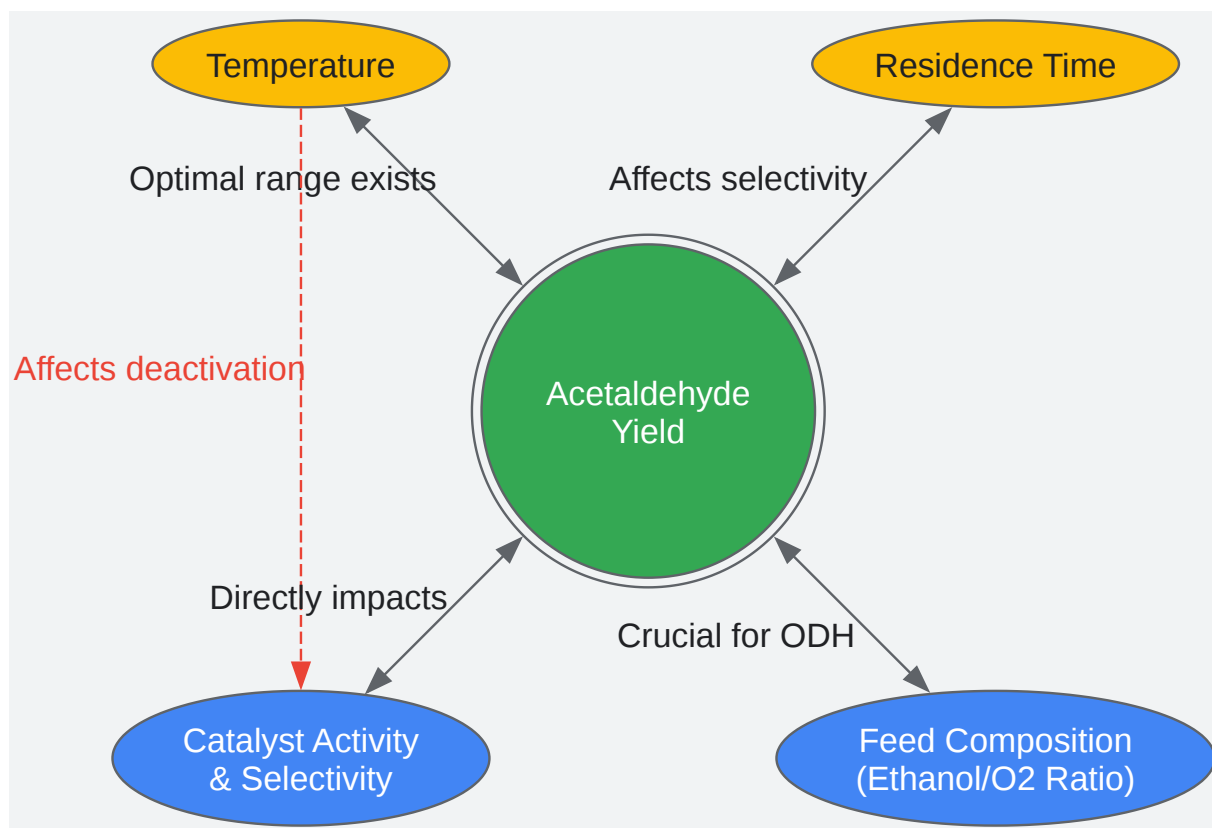 Temperature
Residence Time
Optimal range exists
Affects selectivity
Affects deactivation
Acetaldehyde
Yield
Directly impacts
Crucial for ODH
Catalyst Activity
& Selectivity
Feed Composition
(Ethanol/O2 Ratio)